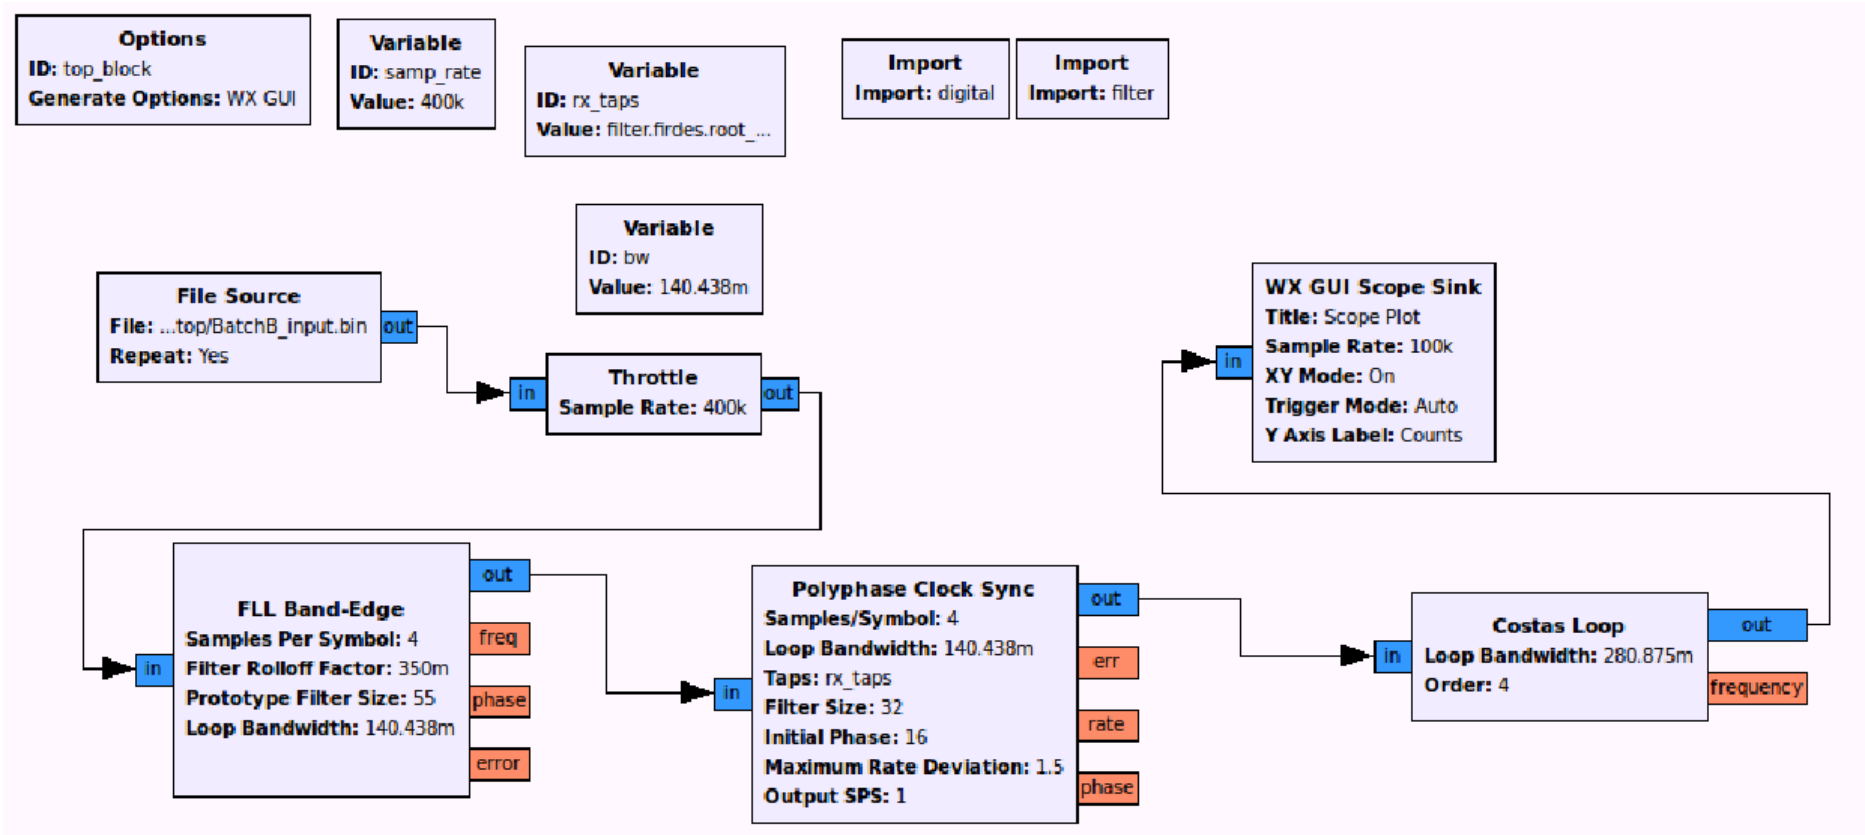 Options
ID: top_block
Generate Options: WX GUI
Variable
ID: samp_rate
Value: 400k
Variable
ID: rx_taps
Value: filter.firdes.root_...
Import
Import: digital
Import
Import: filter
Variable
ID: bw
Value: 140.438m
File Source
File: ...top/BatchB_input.bin
Repeat: Yes
out
in
Throttle
Sample Rate: 400k
out
in
WX GUI Scope Sink
Title: Scope Plot
Sample Rate: 100k
XY Mode: On
Trigger Mode: Auto
Y Axis Label: Counts
in
FLL Band-Edge
Samples Per Symbol: 4
Filter Rolloff Factor: 350m
Prototype Filter Size: 55
Loop Bandwidth: 140.438m
out
freq
phase
error
in
Polyphase Clock Sync
Samples/Symbol: 4
Loop Bandwidth: 140.438m
Taps: rx_taps
Filter Size: 32
Initial Phase: 16
Maximum Rate Deviation: 1.5
Output SPS: 1
out
err
rate
phase
in
Costas Loop
Loop Bandwidth: 280.875m
Order: 4
out
frequency